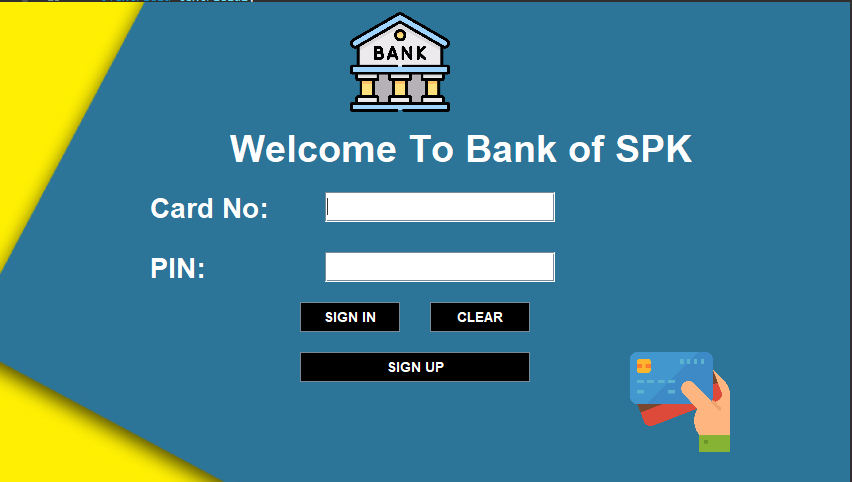 BANK
Welcome To Bank of SPK
Card No:
PIN:
SIGN IN CLEAR
SIGN UP